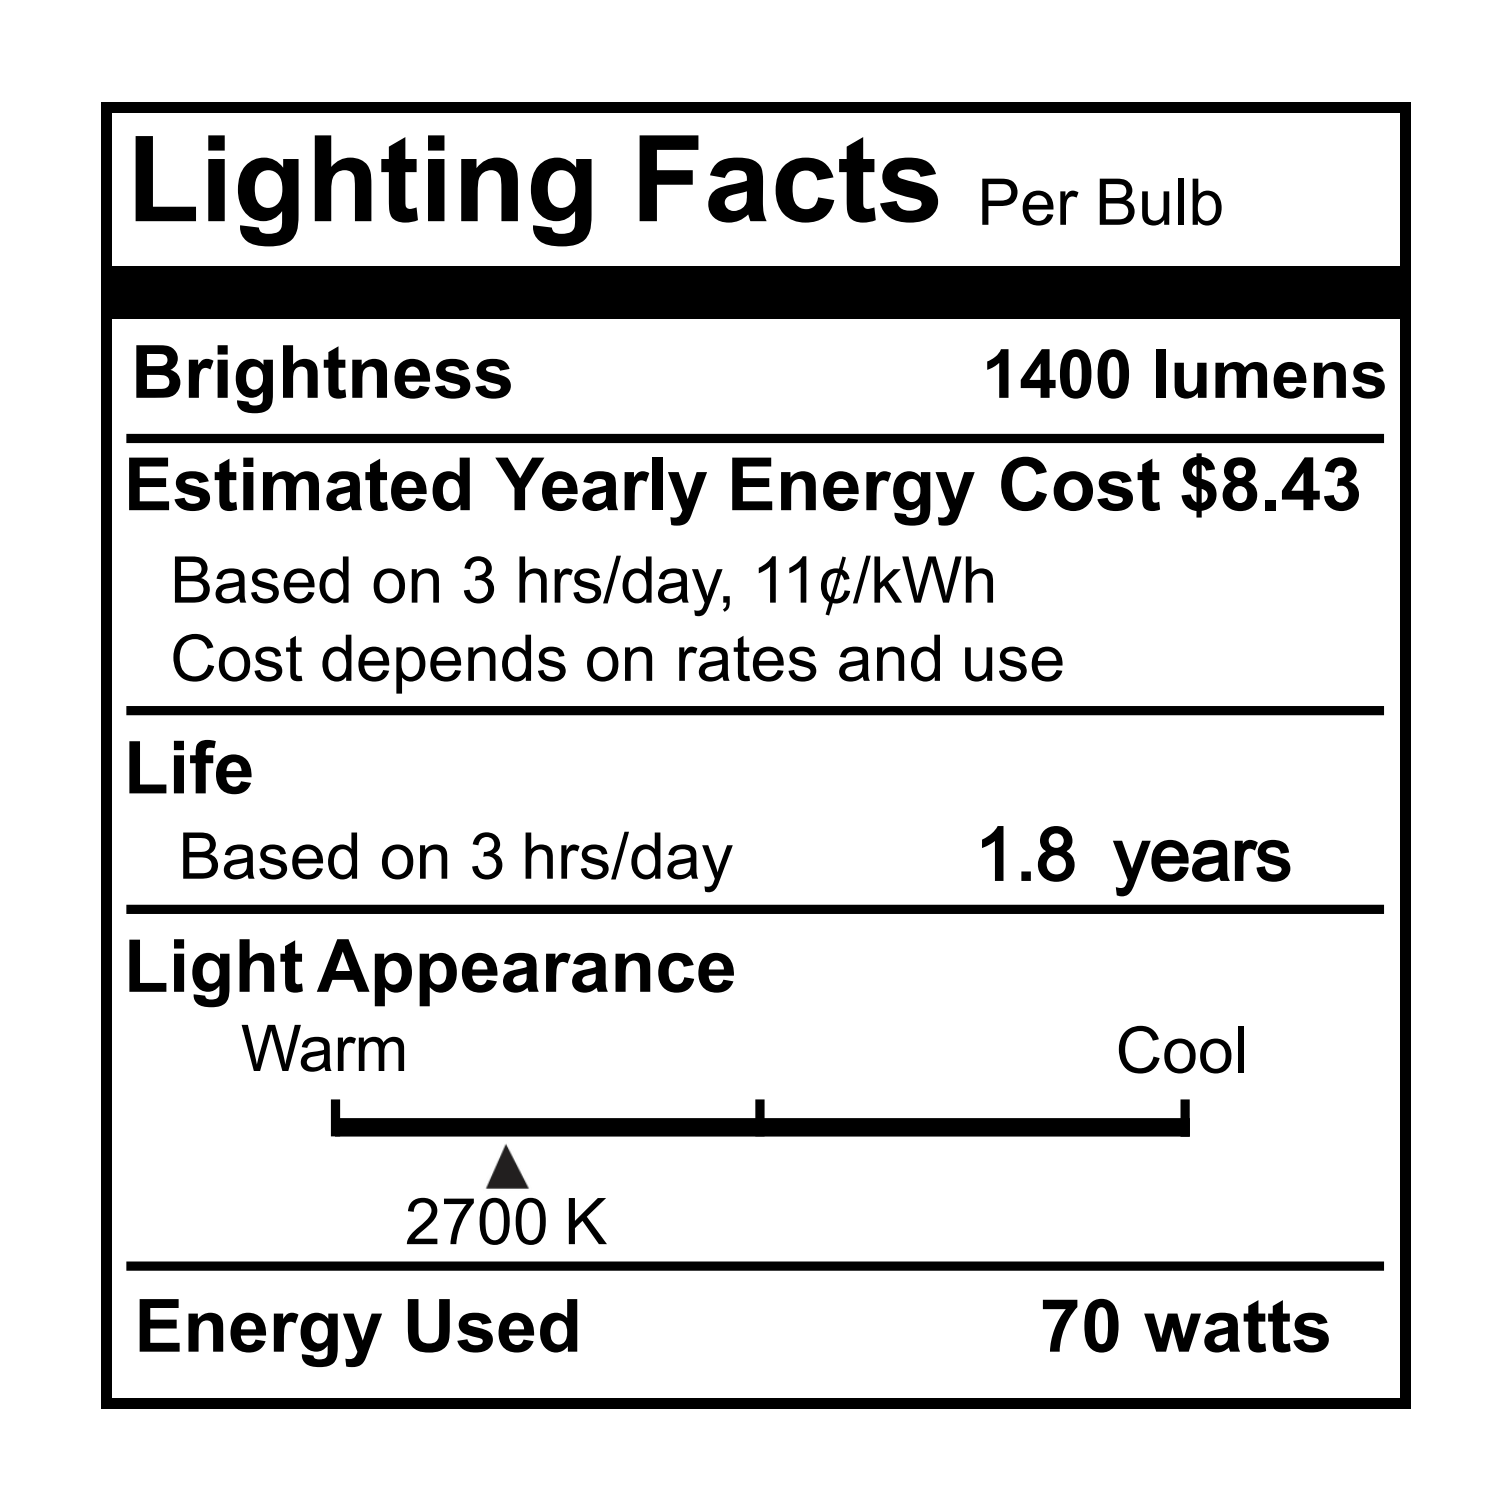 Lighting Facts Per Bulb
Brightness 1400 lumens
Estimated Yearly Energy Cost $8.43
Based on 3 hrs/day, 11¢/kWh
Cost depends on rates and use
Life
Based on 3 hrs/day 1.8 years
Light Appearance
Warm Cool
2700 K
Energy Used 70 watts